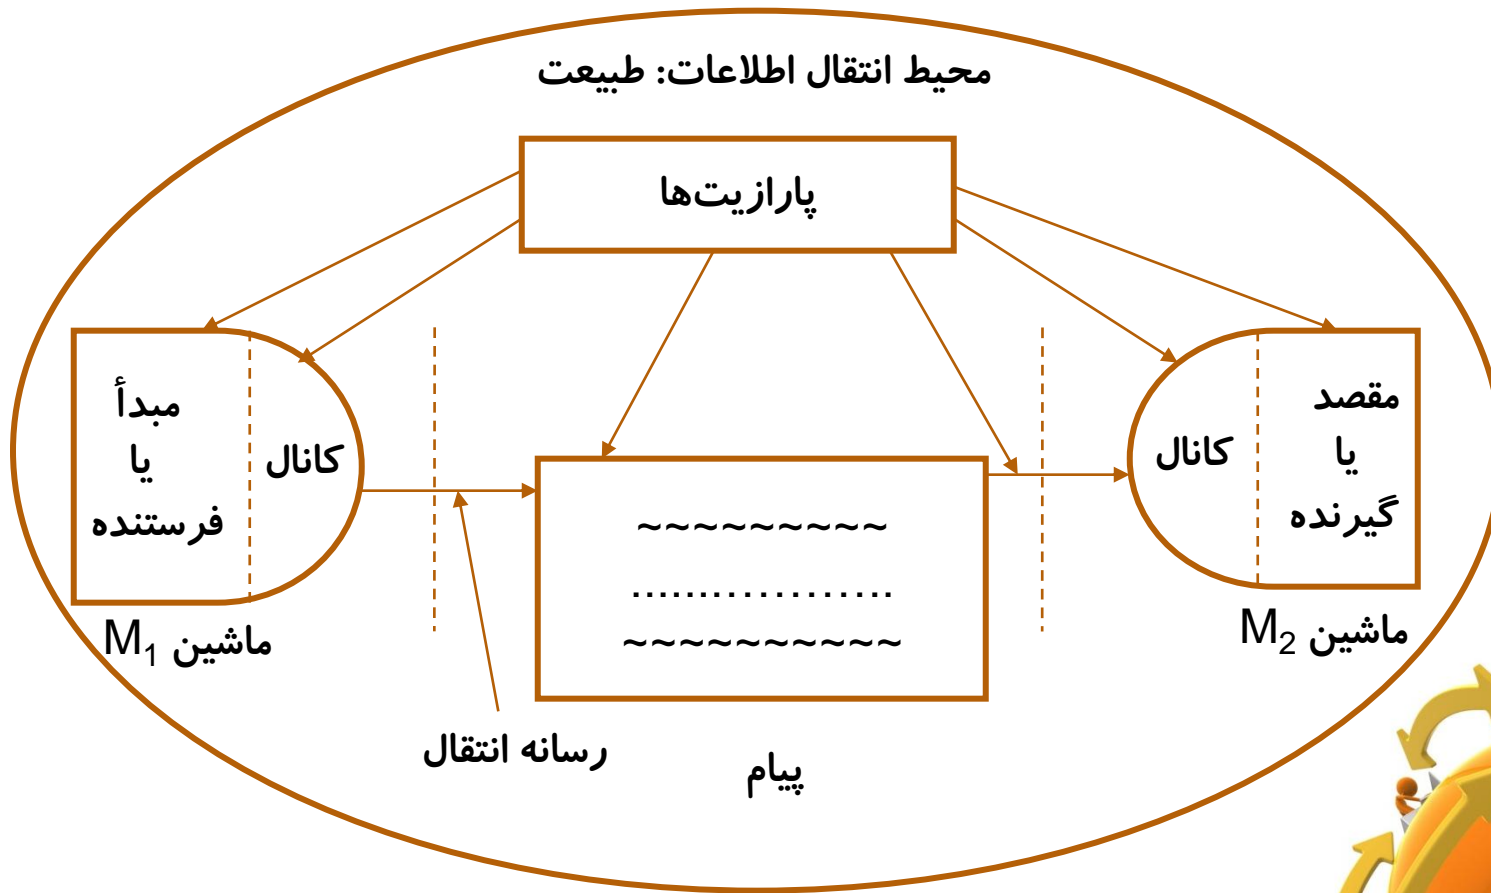 محیط انتقال اطلاعات: طبیعت
پارازیت‌ها
مبدأ
یا
فرستنده
کانال
ماشین M₁
~~~~~~~~~
...................
~~~~~~~~~~
پیام
رسانه انتقال
کانال
مقصد
یا
گیرنده
ماشین M₂